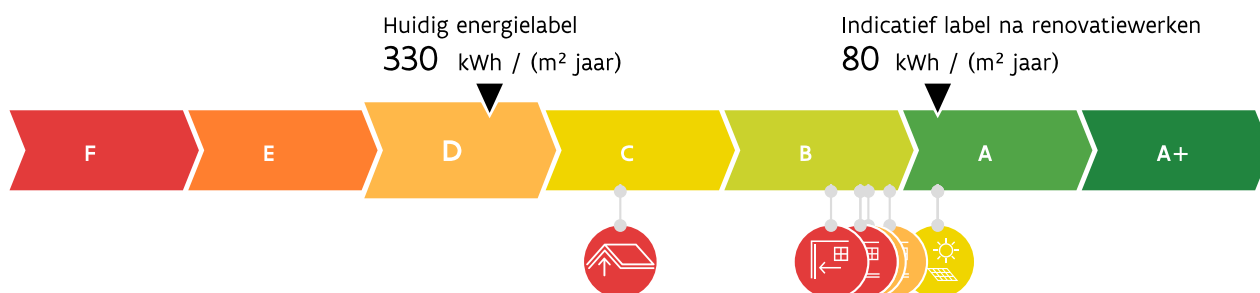 Huidig energielabel
330 kWh / (m² jaar)
Indicatief label na renovatiewerken
80 kWh / (m² jaar)
F E D C B A A+